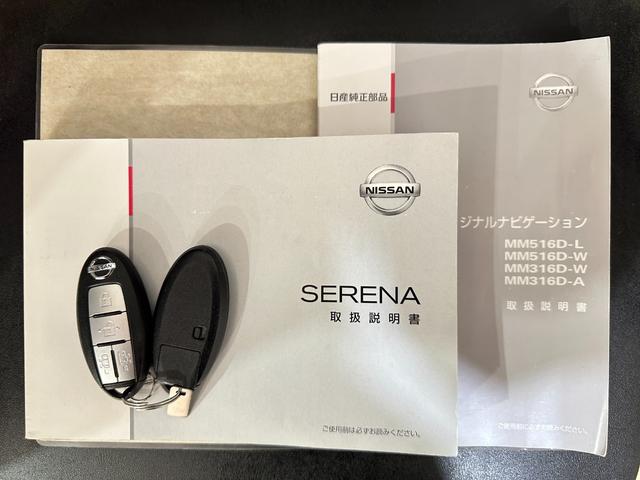 日産純正部品
NISSAN
ジナルナビゲーション
MM516D-L
MM516D-W
MM316D-W
MM316D-A
取扱説明書
ご使用前に必ずお読みください。
NISSAN
SERENA
取扱説明書
ご使用前は必ずお読みください。
NISSAN